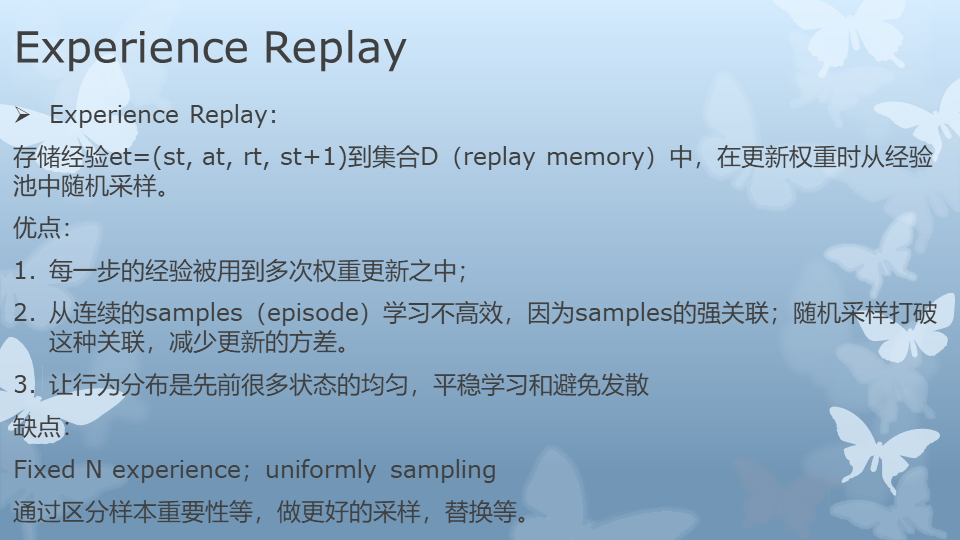 Experience Replay
➢ Experience Replay：
存储经验et=(st, at, rt, st+1)到集合D（replay memory）中，在更新权重时从经验
池中随机采样。
优点：
1. 每一步的经验被用到多次权重更新之中；
2. 从连续的samples（episode）学习不高效，因为samples的强关联；随机采样打破
这种关联，减少更新的方差。
3. 让行为分布是先前很多状态的均匀，平稳学习和避免发散
缺点：
Fixed N experience；uniformly sampling
通过区分样本重要性等，做更好的采样，替换等。